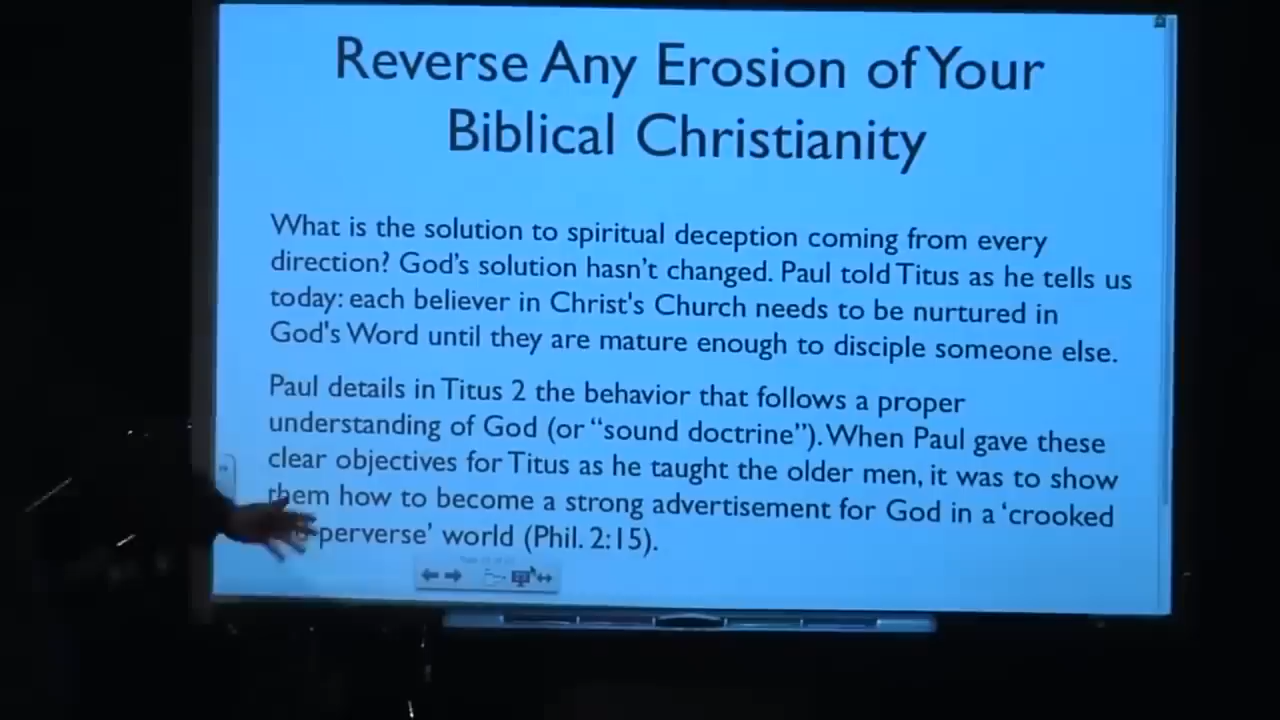 Reverse Any Erosion of Your
Biblical Christianity
What is the solution to spiritual deception coming from every
direction? God's solution hasn't changed. Paul told Titus as he tells us
today: each believer in Christ's Church needs to be nurtured in
God's Word until they are mature enough to disciple someone else.
Paul details in Titus 2 the behavior that follows a proper
understanding of God (or “sound doctrine”). When Paul gave these
clear objectives for Titus as he taught the older men, it was to show
them how to become a strong advertisement for God in a ‘crooked
perverse’ world (Phil. 2:15).